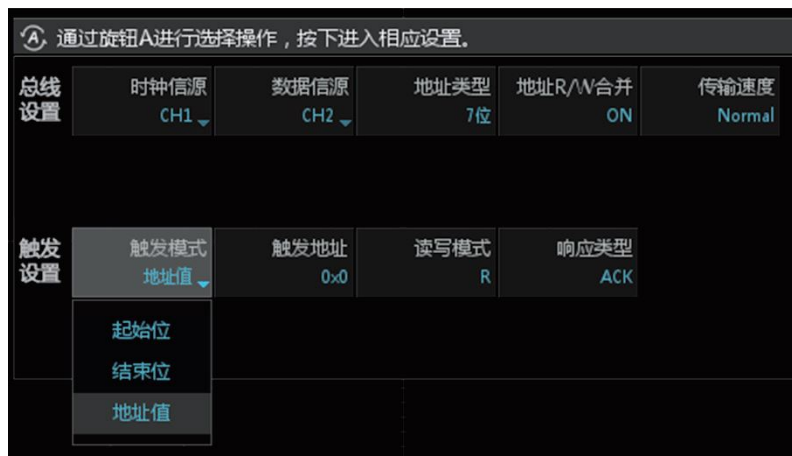 A 通过旋钮A进行选择操作，按下进入相应设置。
总线设置
时钟信源 数据信源 地址类型 地址R/W合并 传输速度
CH1 CH2 7位 ON Normal
触发设置
触发模式 触发地址 读写模式 响应类型
地址值 0x0 R ACK
起始位
结束位
地址值